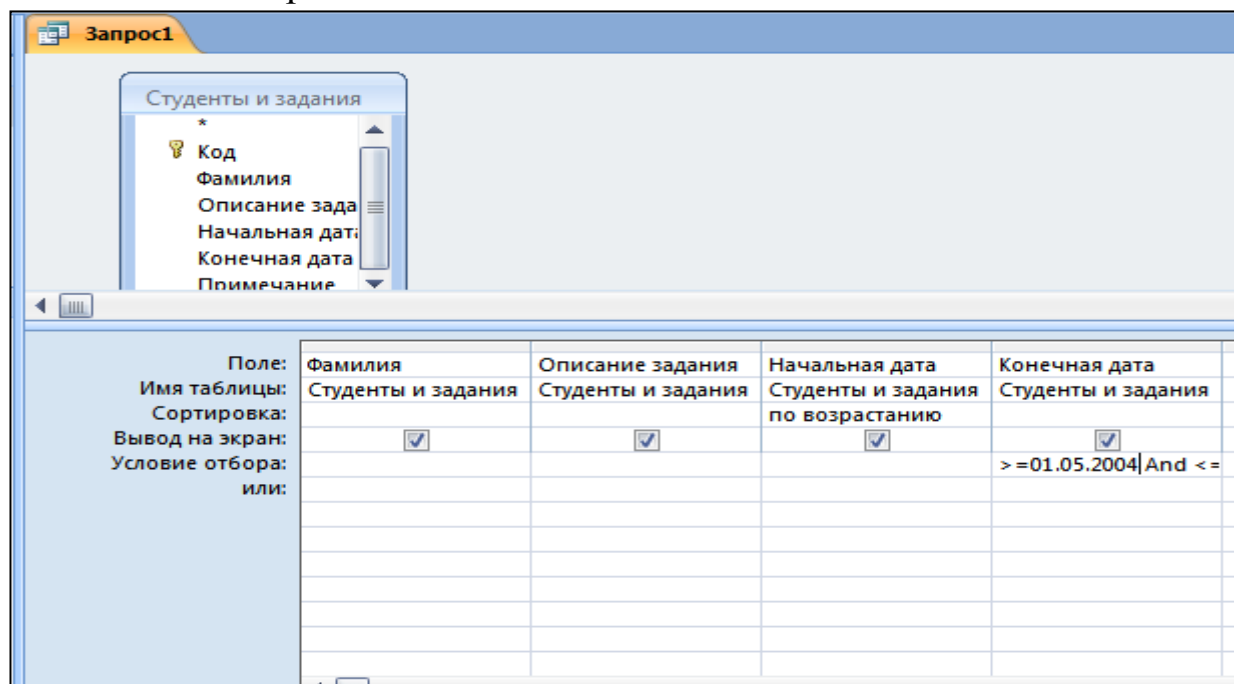 Запрос1
Студенты и задания
*
Код
Фамилия
Описание зада
Начальная дат
Конечная дата
Примечание
Поле: Фамилия Описание задания Начальная дата Конечная дата
Имя таблицы: Студенты и задания Студенты и задания Студенты и задания Студенты и задания
Сортировка: по возрастанию
Вывод на экран:
Условие отбора: >=01.05.2004 And <=
или: